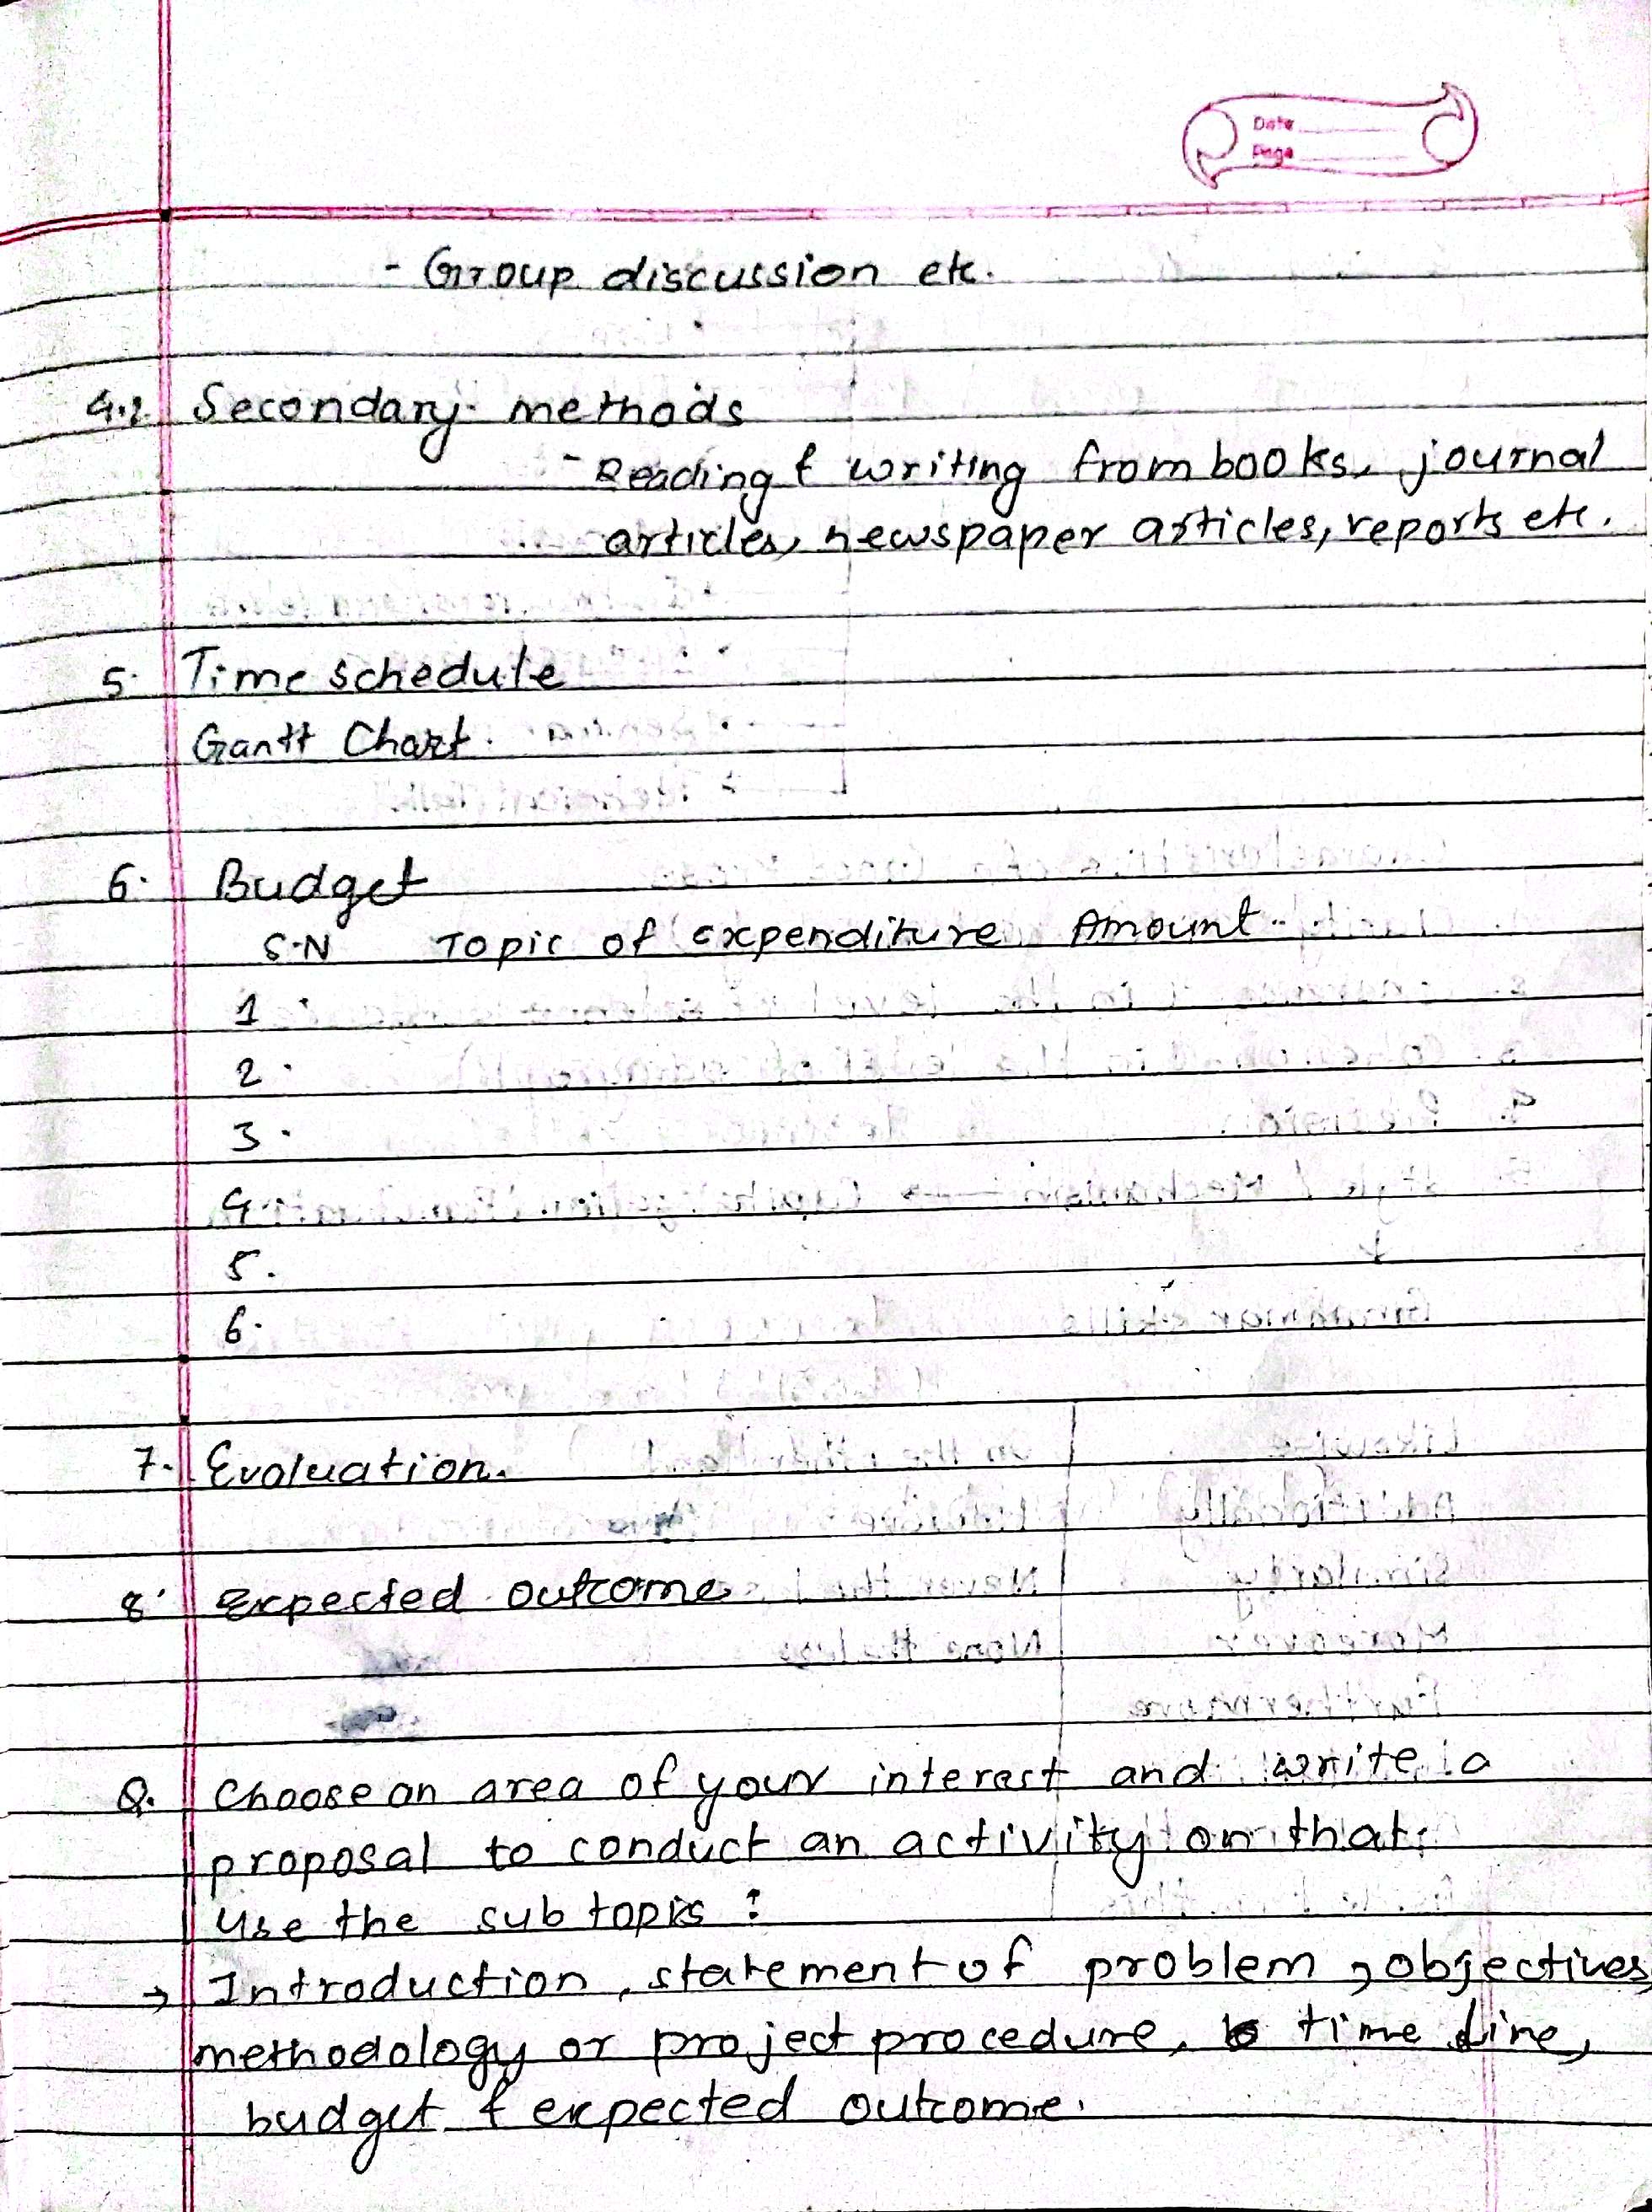 Date
Page
- Group discussion etc.
4.2 Secondary methods
- Reading & writing from books, journal
articles, newspaper articles, reports etc.
5. Time schedule
Gantt Chart.
6. Budget
S.N Topic of expenditure Amount
1.
2.
3.
4.
5.
6.
7. Evaluation.
8. Expected outcome
Q. Choose an area of your interest and write a
proposal to conduct an activity on that.
Use the sub topics :
→ Introduction, statement of problem, objectives,
methodology or project procedure, time line,
budget & expected outcome.